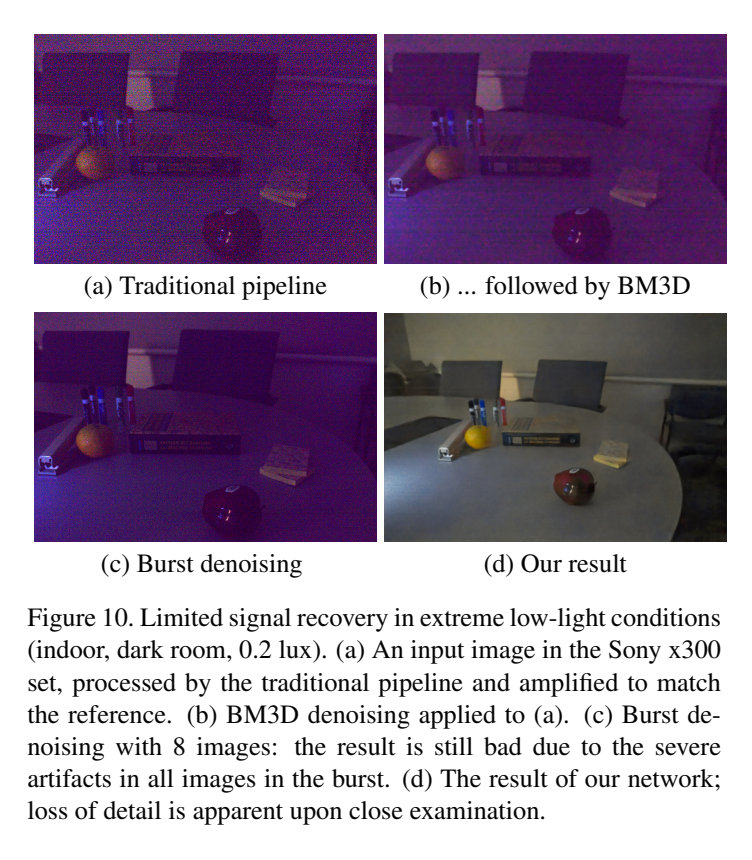 (a) Traditional pipeline
(b) ... followed by BM3D
(c) Burst denoising
(d) Our result
Figure 10. Limited signal recovery in extreme low-light conditions
(indoor, dark room, 0.2 lux). (a) An input image in the Sony x300
set, processed by the traditional pipeline and amplified to match
the reference. (b) BM3D denoising applied to (a). (c) Burst de-
noising with 8 images: the result is still bad due to the severe
artifacts in all images in the burst. (d) The result of our network;
loss of detail is apparent upon close examination.